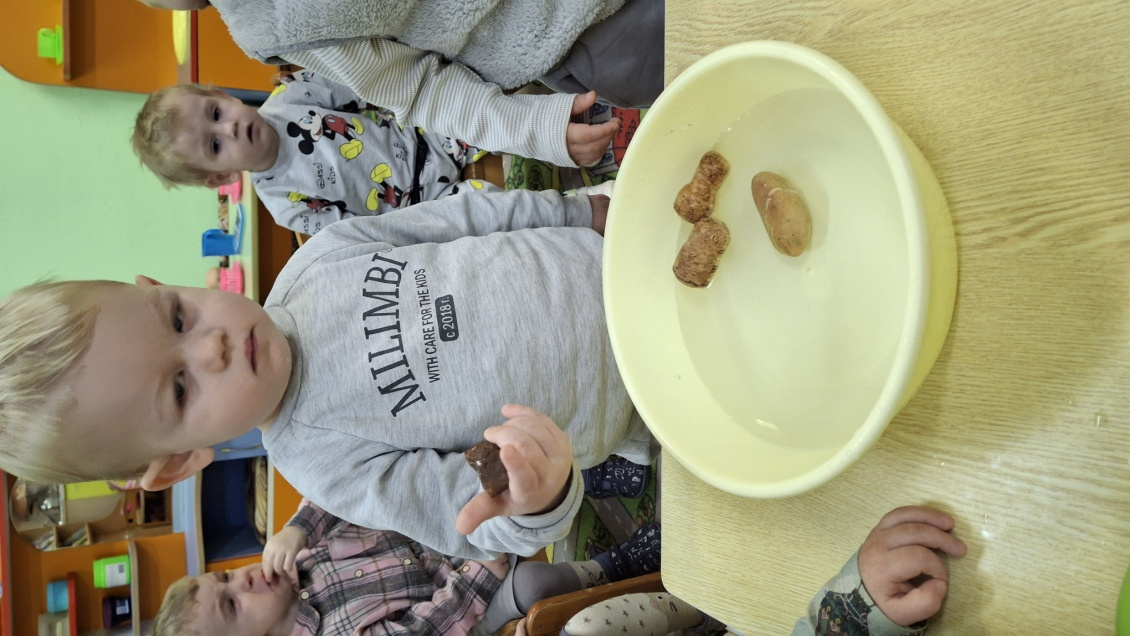 MILIMBI
WITH CARE FOR THE KIDS
с 2018 г.